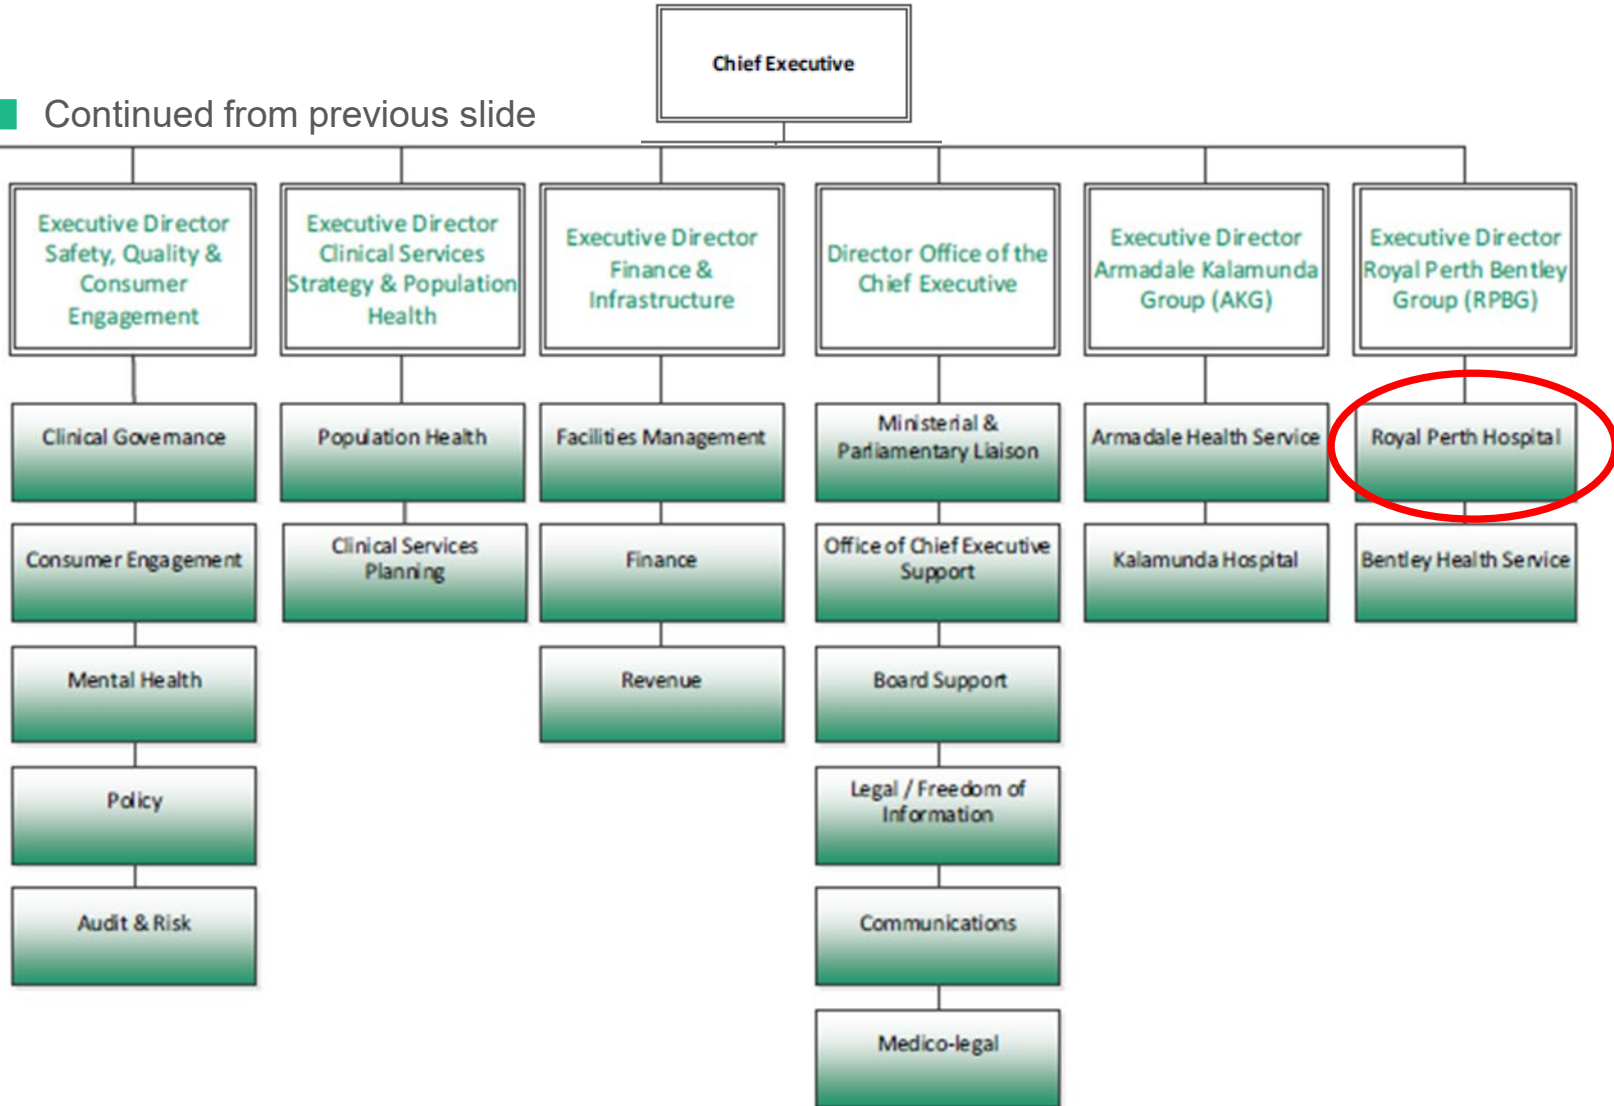 Chief Executive
Continued from previous slide
Executive Director
Safety, Quality &
Consumer
Engagement
Executive Director
Clinical Services
Strategy & Population
Health
Executive Director
Finance &
Infrastructure
Director Office of the
Chief Executive
Executive Director
Armadale Kalamunda
Group (AKG)
Executive Director
Royal Perth Bentley
Group (RPBG)
Clinical Governance
Population Health
Facilities Management
Ministerial &
Parliamentary Liaison
Armadale Health Service
Royal Perth Hospital
Consumer Engagement
Clinical Services
Planning
Finance
Office of Chief Executive
Support
Kalamunda Hospital
Bentley Health Service
Mental Health
Revenue
Board Support
Policy
Legal / Freedom of
Information
Audit & Risk
Communications
Medico-legal